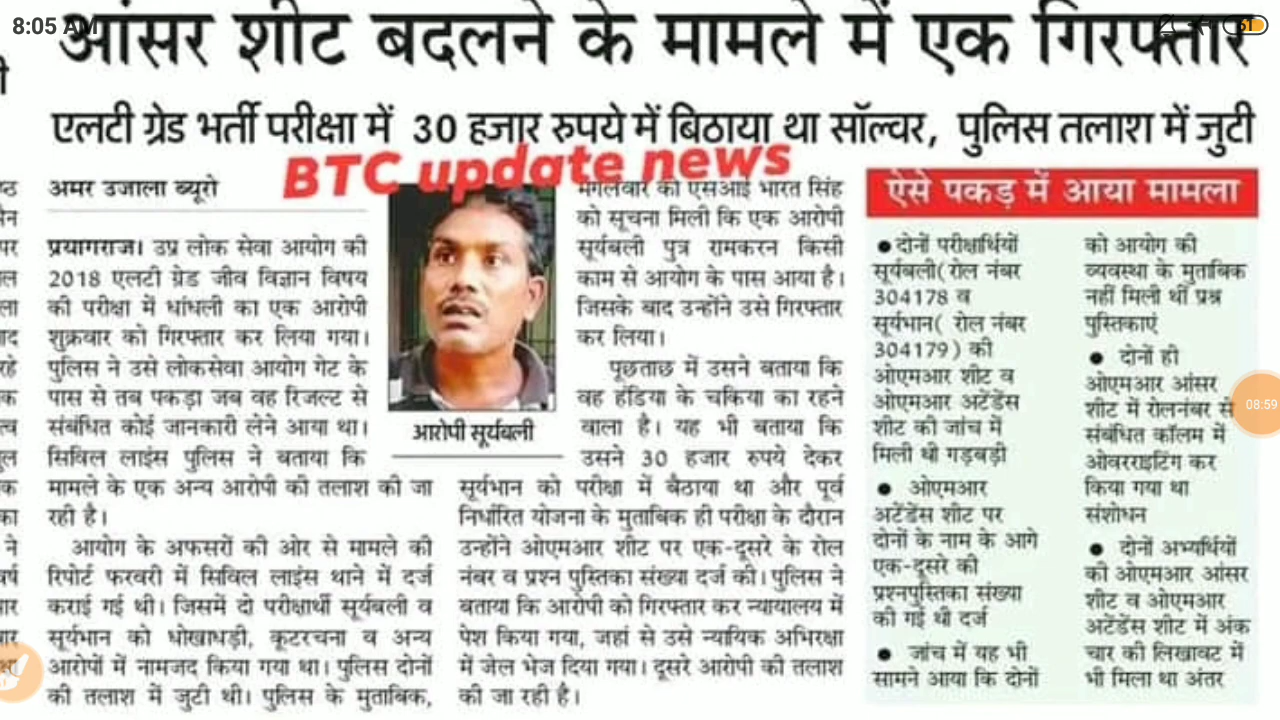 8:05 AM
आंसर शीट बदलने के मामले में एक गिरफ्तार
एलटी ग्रेड भर्ती परीक्षा में 30 हजार रुपये में बिठाया था सॉल्वर, पुलिस तलाश में जुटी
BTC update news
अमर उजाला ब्यूरो
प्रयागराज। उप्र लोक सेवा आयोग की
2018 एलटी ग्रेड जीव विज्ञान विषय
की परीक्षा में धांधली का एक आरोपी
शुक्रवार को गिरफ्तार कर लिया गया।
पुलिस ने उसे लोकसेवा आयोग गेट के
पास से तब पकड़ा जब वह रिजल्ट से
संबंधित कोई जानकारी लेने आया था।
सिविल लाइंस पुलिस ने बताया कि
मामले के एक अन्य आरोपी की तलाश की जा
रही है।
आयोग के अफसरों की ओर से मामले की
रिपोर्ट फरवरी में सिविल लाइंस थाने में दर्ज
कराई गई थी। जिसमें दो परीक्षार्थी सूर्यबली व
सूर्यभान को धोखाधड़ी, कूटरचना व अन्य
आरोपों में नामजद किया गया था। पुलिस दोनों
की तलाश में जुटी थी। पुलिस के मुताबिक,
आरोपी सूर्यबली
मंगलवार को एसआई भारत सिंह
को सूचना मिली कि एक आरोपी
सूर्यबली पुत्र रामकरन किसी
काम से आयोग के पास आया है।
जिसके बाद उन्होंने उसे गिरफ्तार
कर लिया।
पूछताछ में उसने बताया कि
वह हंडिया के चकिया का रहने
वाला है। यह भी बताया कि
उसने 30 हजार रुपये देकर
सूर्यभान को परीक्षा में बैठाया था और पूर्व
निर्धारित योजना के मुताबिक ही परीक्षा के दौरान
उन्होंने ओएमआर शीट पर एक-दूसरे के रोल
नंबर व प्रश्न पुस्तिका संख्या दर्ज की। पुलिस ने
बताया कि आरोपी को गिरफ्तार कर न्यायालय में
पेश किया गया, जहां से उसे न्यायिक अभिरक्षा
में जेल भेज दिया गया। दूसरे आरोपी की तलाश
की जा रही है।
ऐसे पकड़ में आया मामला
● दोनों परीक्षार्थियों
सूर्यबली( रोल नंबर
304178 व
सूर्यभान( रोल नंबर
304179 ) की
ओएमआर शीट व
ओएमआर अटेंडेंस
शीट की जांच में
मिली थी गड़बड़ी
● ओएमआर
अटेंडेंस शीट पर
दोनों के नाम के आगे
एक-दूसरे की
प्रश्नपुस्तिका संख्या
की गई थी दर्ज
● जांच में यह भी
सामने आया कि दोनों
को आयोग की
व्यवस्था के मुताबिक
नहीं मिली थीं प्रश्न
पुस्तिकाएं
● दोनों ही
ओएमआर आंसर
शीट में रोलनंबर से
संबंधित कॉलम में
ओवरराइटिंग कर
किया गया था
संशोधन
● दोनों अभ्यर्थियों
की ओएमआर आंसर
शीट व ओएमआर
अटेंडेंस शीट में अंक
चार की लिखावट में
भी मिला था अंतर
08:59